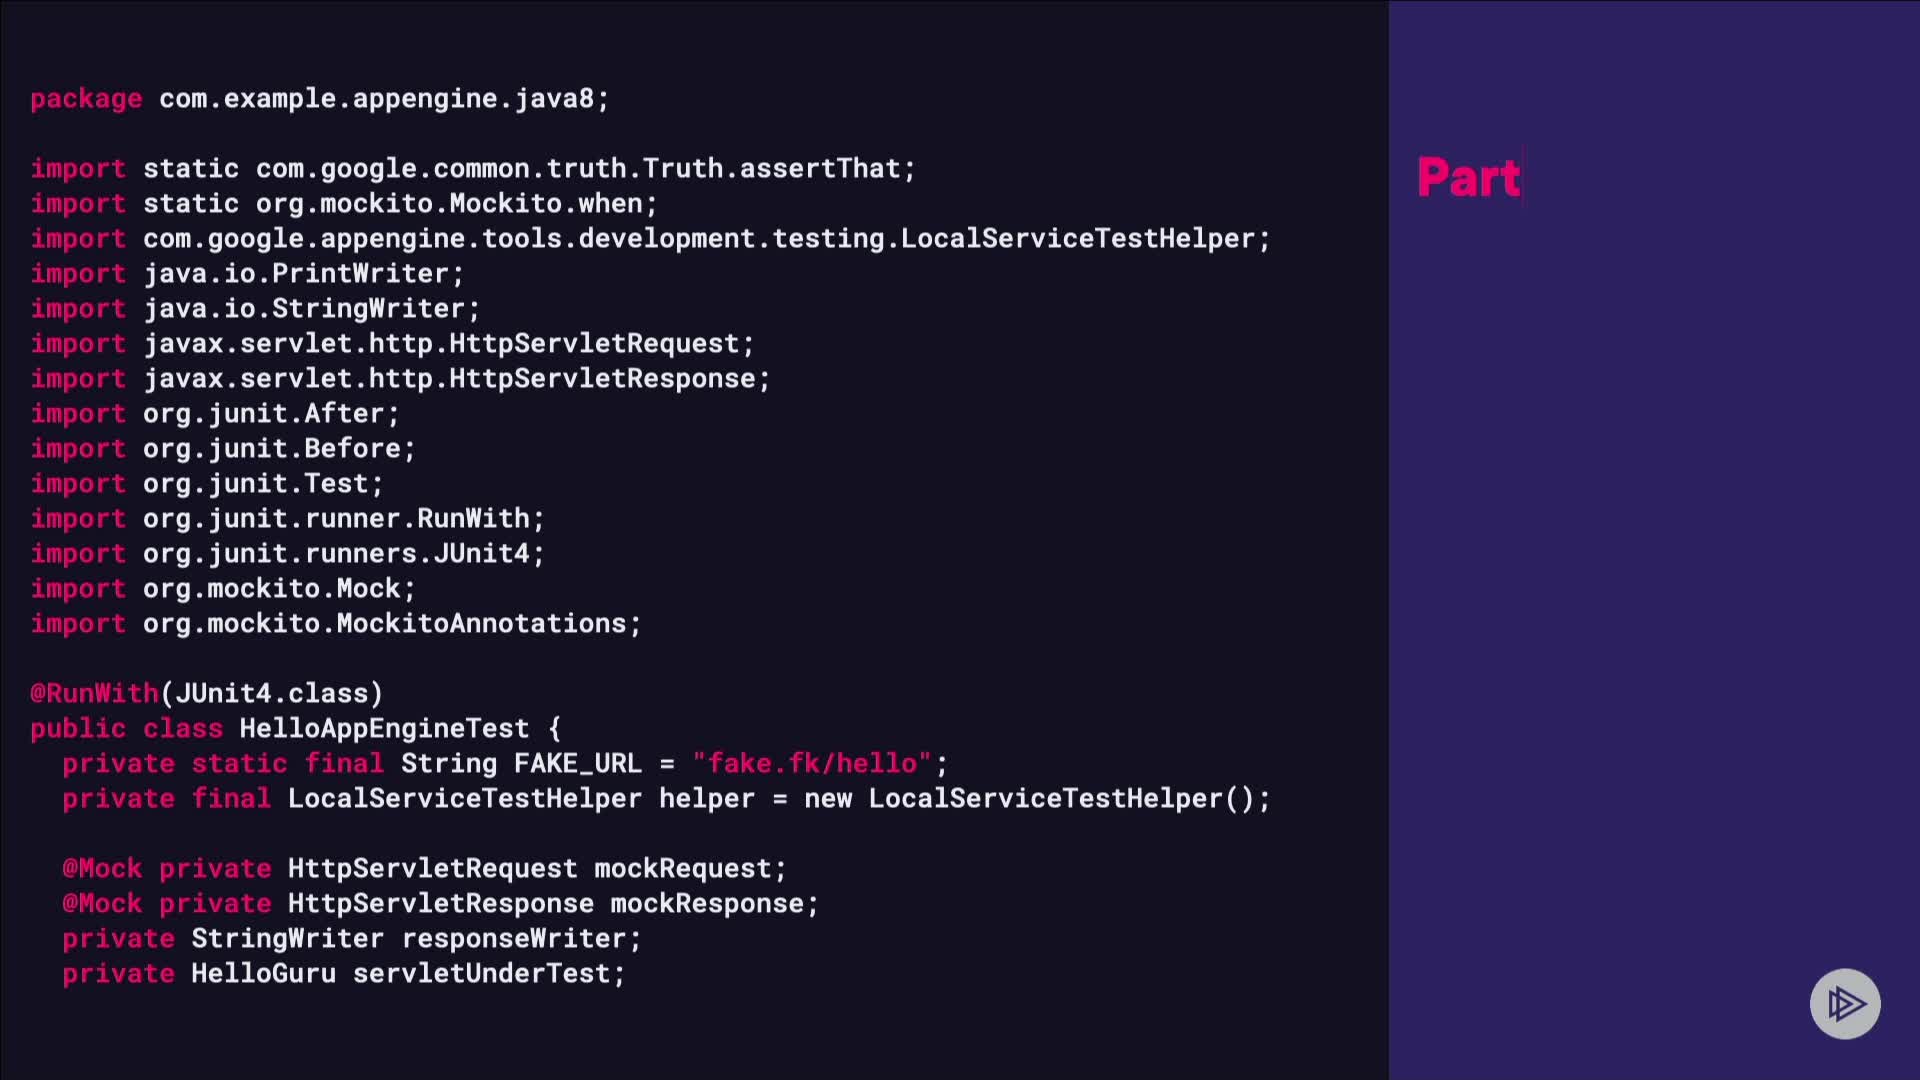 package com.example.appengine.java8;
import static com.google.common.truth.Truth.assertThat;
import static org.mockito.Mockito.when;
import com.google.appengine.tools.development.testing.LocalServiceTestHelper;
import java.io.PrintWriter;
import java.io.StringWriter;
import javax.servlet.http.HttpServletRequest;
import javax.servlet.http.HttpServletResponse;
import org.junit.After;
import org.junit.Before;
import org.junit.Test;
import org.junit.runner.RunWith;
import org.junit.runners.JUnit4;
import org.mockito.Mock;
import org.mockito.MockitoAnnotations;
@RunWith(JUnit4.class)
public class HelloAppEngineTest {
  private static final String FAKE_URL = "fake.fk/hello";
  private final LocalServiceTestHelper helper = new LocalServiceTestHelper();
  @Mock private HttpServletRequest mockRequest;
  @Mock private HttpServletResponse mockResponse;
  private StringWriter responseWriter;
  private HelloGuru servletUnderTest;
Part